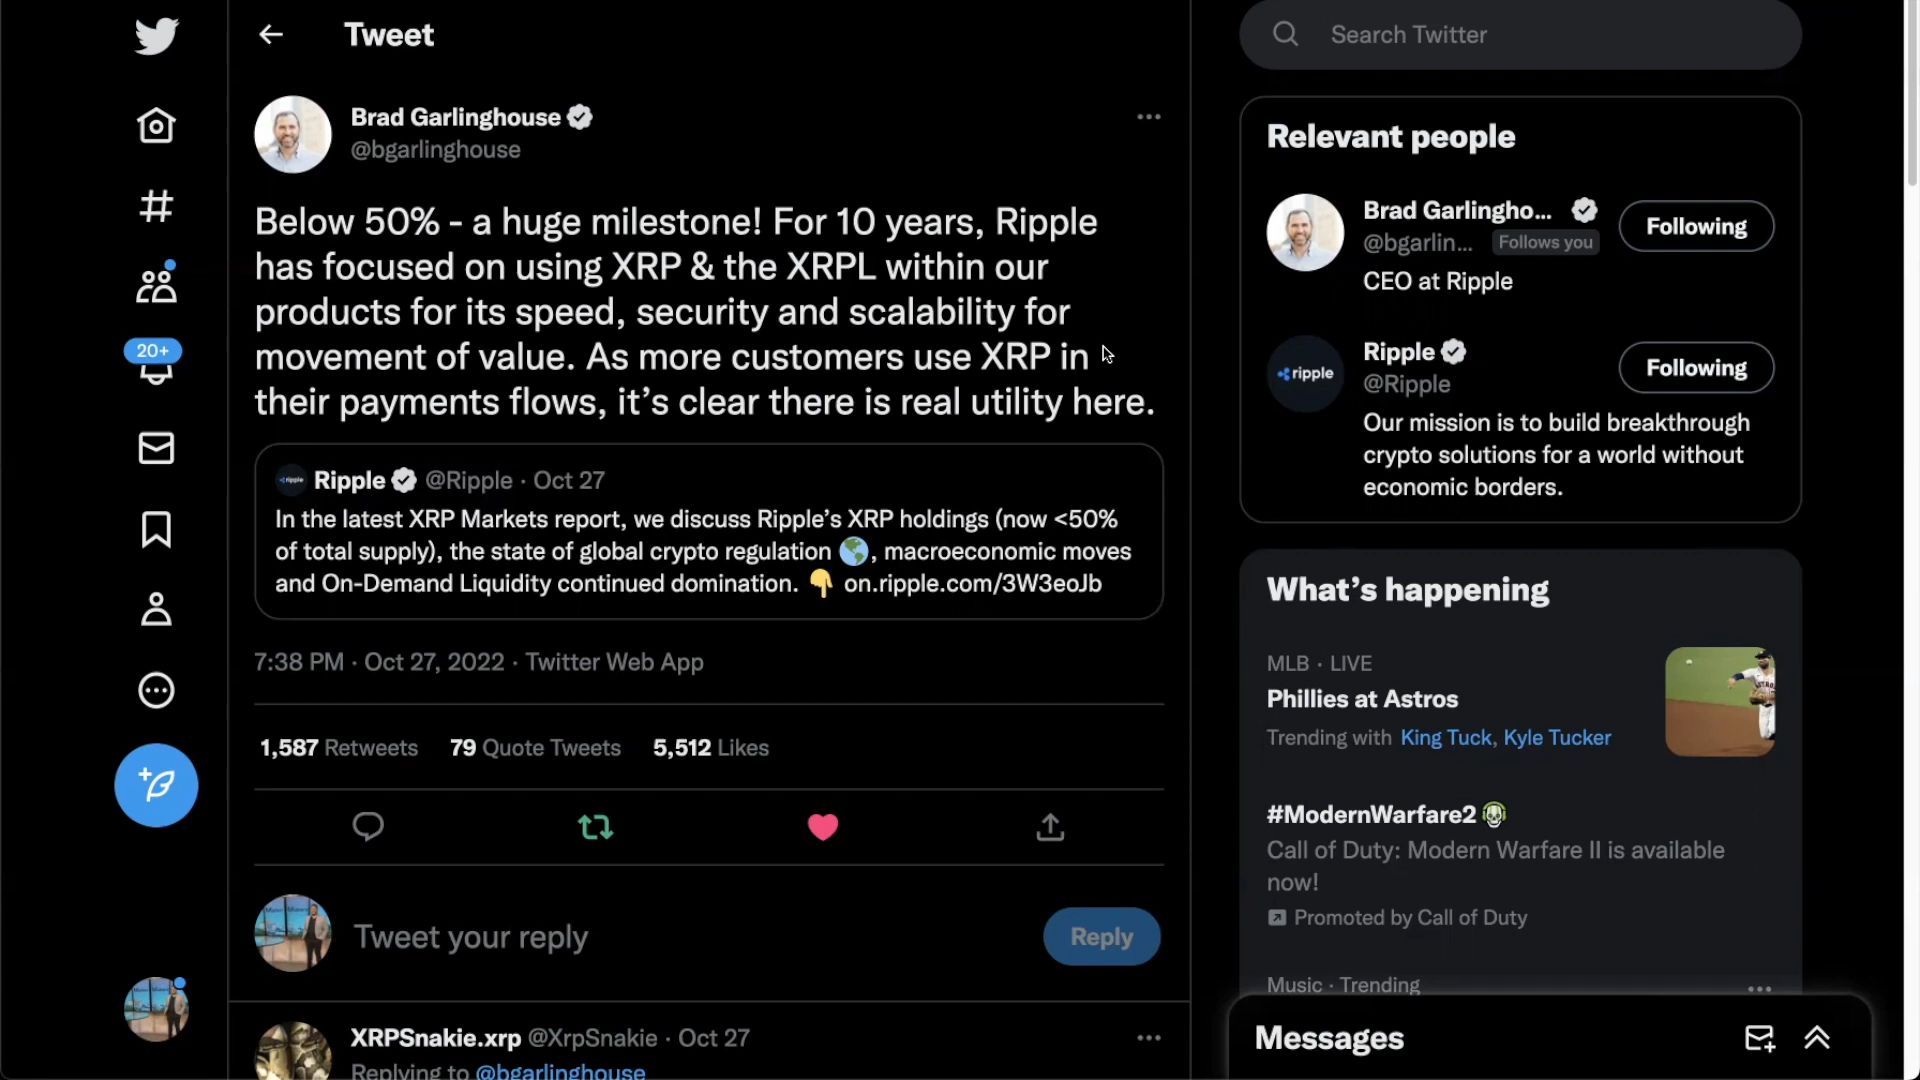 Tweet
Search Twitter
Brad Garlinghouse
@bgarlinghouse
Below 50% - a huge milestone! For 10 years, Ripple
has focused on using XRP & the XRPL within our
products for its speed, security and scalability for
movement of value. As more customers use XRP in
their payments flows, it’s clear there is real utility here.
ripple
Ripple @Ripple · Oct 27
In the latest XRP Markets report, we discuss Ripple’s XRP holdings (now <50%
of total supply), the state of global crypto regulation 🌎, macroeconomic moves
and On-Demand Liquidity continued domination. 👇 on.ripple.com/3W3eoJb
7:38 PM · Oct 27, 2022 · Twitter Web App
1,587 Retweets 79 Quote Tweets 5,512 Likes
Tweet your reply
Reply
XRPSnakie.xrp @XrpSnakie · Oct 27
Replying to @bgarlinghouse
20+
Relevant people
Brad Garlingho...
Following
@bgarlin... Follows you
CEO at Ripple
ripple
Ripple
Following
@Ripple
Our mission is to build breakthrough
crypto solutions for a world without
economic borders.
What’s happening
MLB · LIVE
Phillies at Astros
Trending with King Tuck, Kyle Tucker
#ModernWarfare2
Call of Duty: Modern Warfare II is available
now!
Promoted by Call of Duty
Music · Trending
Messages